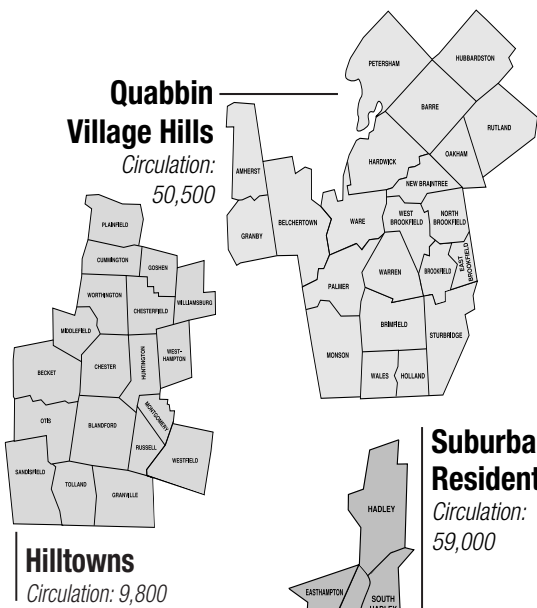 Quabbin
Village Hills
Circulation:
50,500
PETERSHAM
HUBBARDSTON
BARRE
RUTLAND
HARDWICK
OAKHAM
NEW BRAINTREE
AMHERST
BELCHERTOWN
GRANBY
WARE
WEST
BROOKFIELD
NORTH
BROOKFIELD
PALMER
WARREN
BROOKFIELD
EAST
BROOKFIELD
BRIMFIELD
STURBRIDGE
MONSON
WALES
HOLLAND
PLAINFIELD
CUMMINGTON
GOSHEN
WORTHINGTON
CHESTERFIELD
WILLIAMSBURG
MIDDLEFIELD
BECKET
CHESTER
HUNTINGTON
WEST-
HAMPTON
OTIS
BLANDFORD
MONTGOMERY
RUSSELL
WESTFIELD
SANDISFIELD
TOLLAND
GRANVILLE
Hilltowns
Circulation: 9,800
Suburba
Resident
Circulation:
59,000
HADLEY
EASTHAMPTON
SOUTH
HADLEY